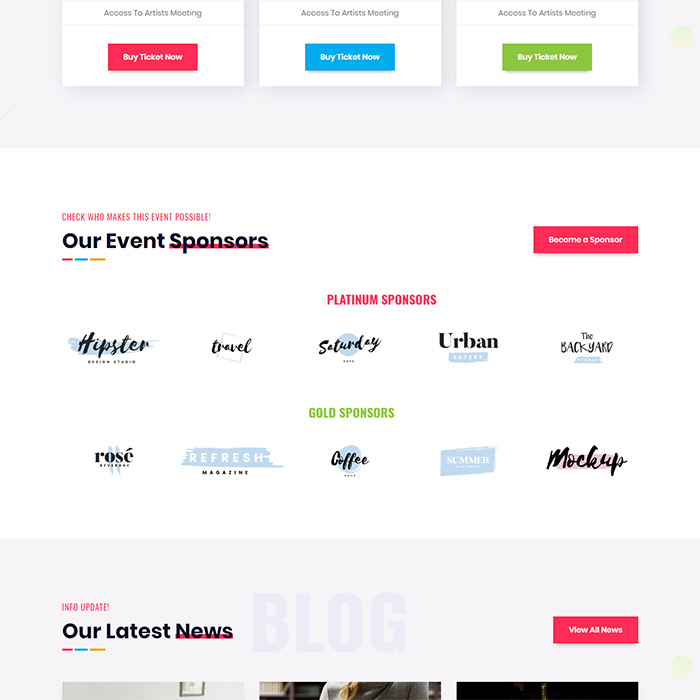 Access To Artists Meeting Access To Artists Meeting Access To Artists Meeting
Buy Ticket Now Buy Ticket Now Buy Ticket Now
CHECK WHO MAKES THIS EVENT POSSIBLE!
Our Event Sponsors
Become a Sponsor
PLATINUM SPONSORS
Hipster
DESIGN STUDIO
travel
Saturday
CAFE
Urban
EATERY
The
BACKYARD
STUDIO
GOLD SPONSORS
rosé
BEVERAGE
REFRESH
MAGAZINE
Coffee
SHOP
SUMMER
Mockup
INFO UPDATE!
BLOG
Our Latest News
View All News